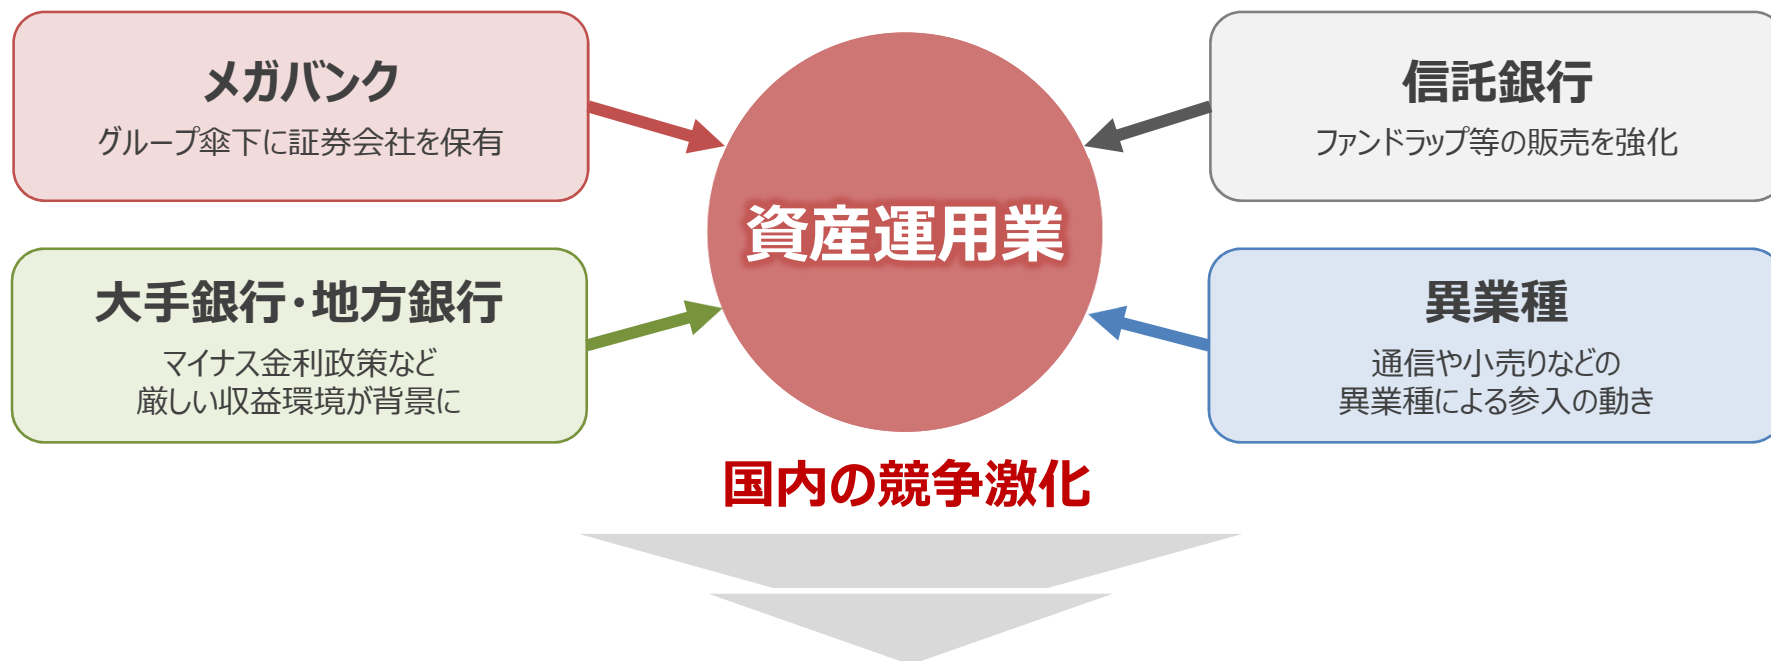 メガバンク
グループ傘下に証券会社を保有
信託銀行
ファンドラップ等の販売を強化
資産運用業
大手銀行・地方銀行
マイナス金利政策など
厳しい収益環境が背景に
異業種
通信や小売りなどの
異業種による参入の動き
国内の競争激化